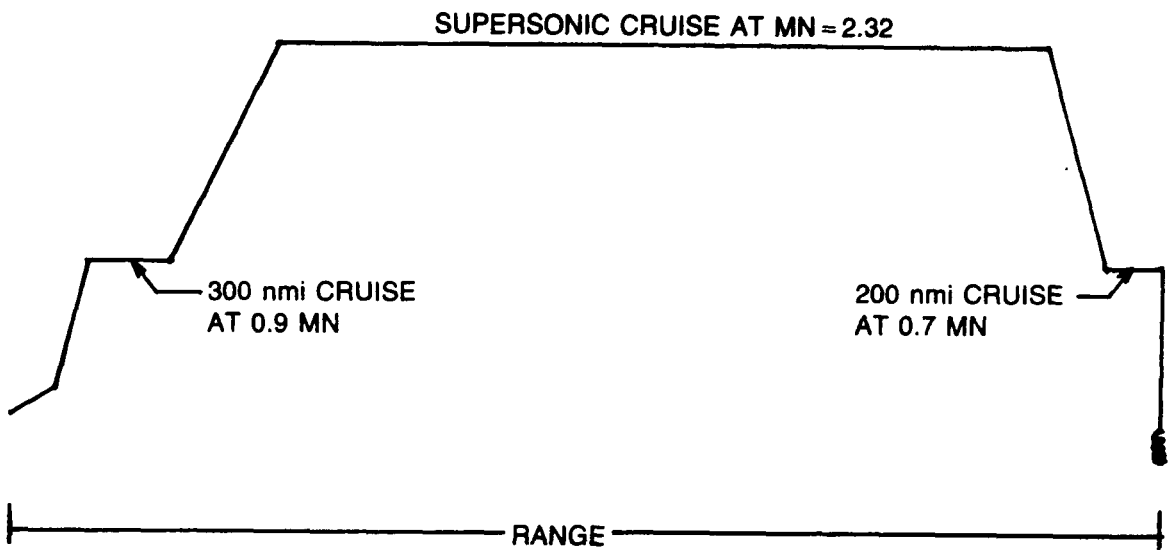 SUPERSONIC CRUISE AT MN = 2.32
300 nmi CRUISE
AT 0.9 MN
200 nmi CRUISE
AT 0.7 MN
RANGE